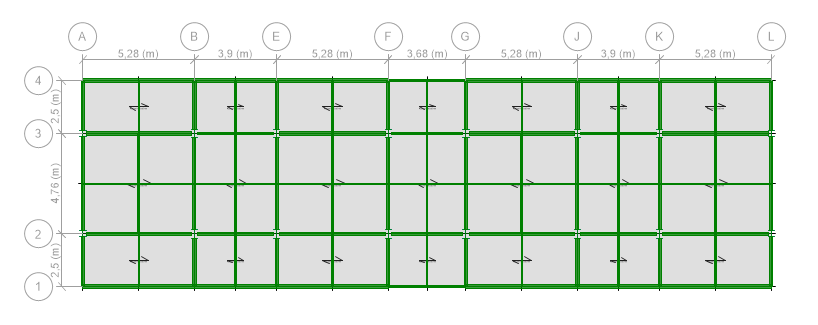 A B E F G J K L
5,28 (m) 3,9 (m) 5,28 (m) 3,68 (m) 5,28 (m) 3,9 (m) 5,28 (m)
4
2,5 (m)
3
4,76 (m)
2
2,5 (m)
1